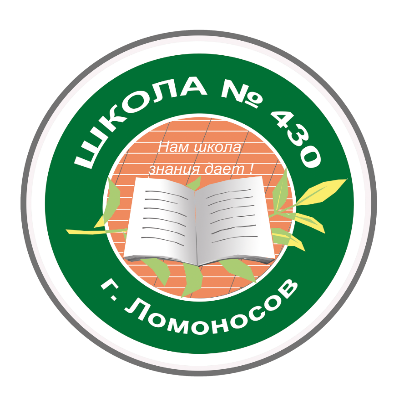 ШКОЛА № 430
Нам школа
знания дает !
г. Ломоносов